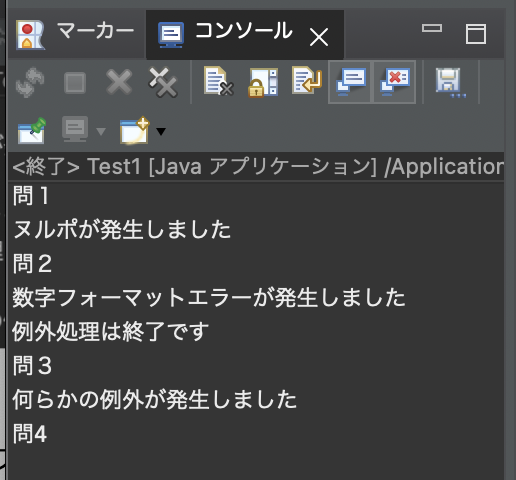 マーカー コンソール
<終了> Test1 [Java アプリケーション] /Application
問１
ヌルポが発生しました
問２
数字フォーマットエラーが発生しました
例外処理は終了です
問３
何らかの例外が発生しました
問4